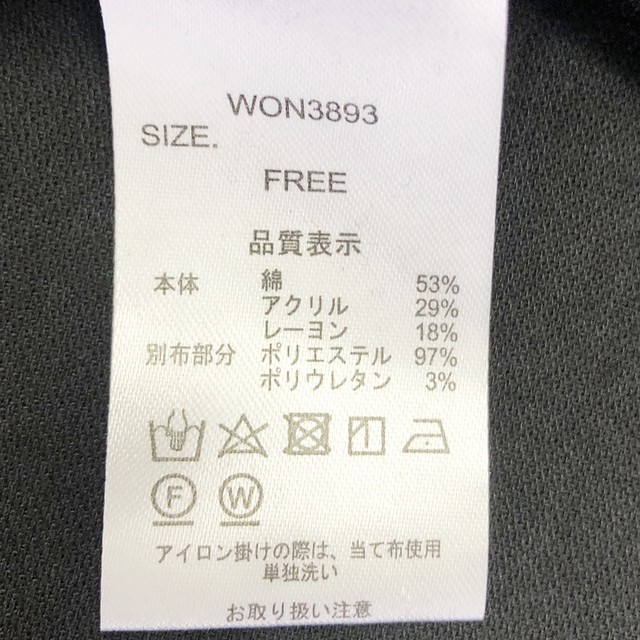 WON3893
SIZE.
FREE
品質表示
本体 綿 53%
アクリル 29%
レーヨン 18%
別布部分 ポリエステル 97%
ポリウレタン 3%
F W
アイロン掛けの際は、当て布使用
単独洗い
お取り扱い注意